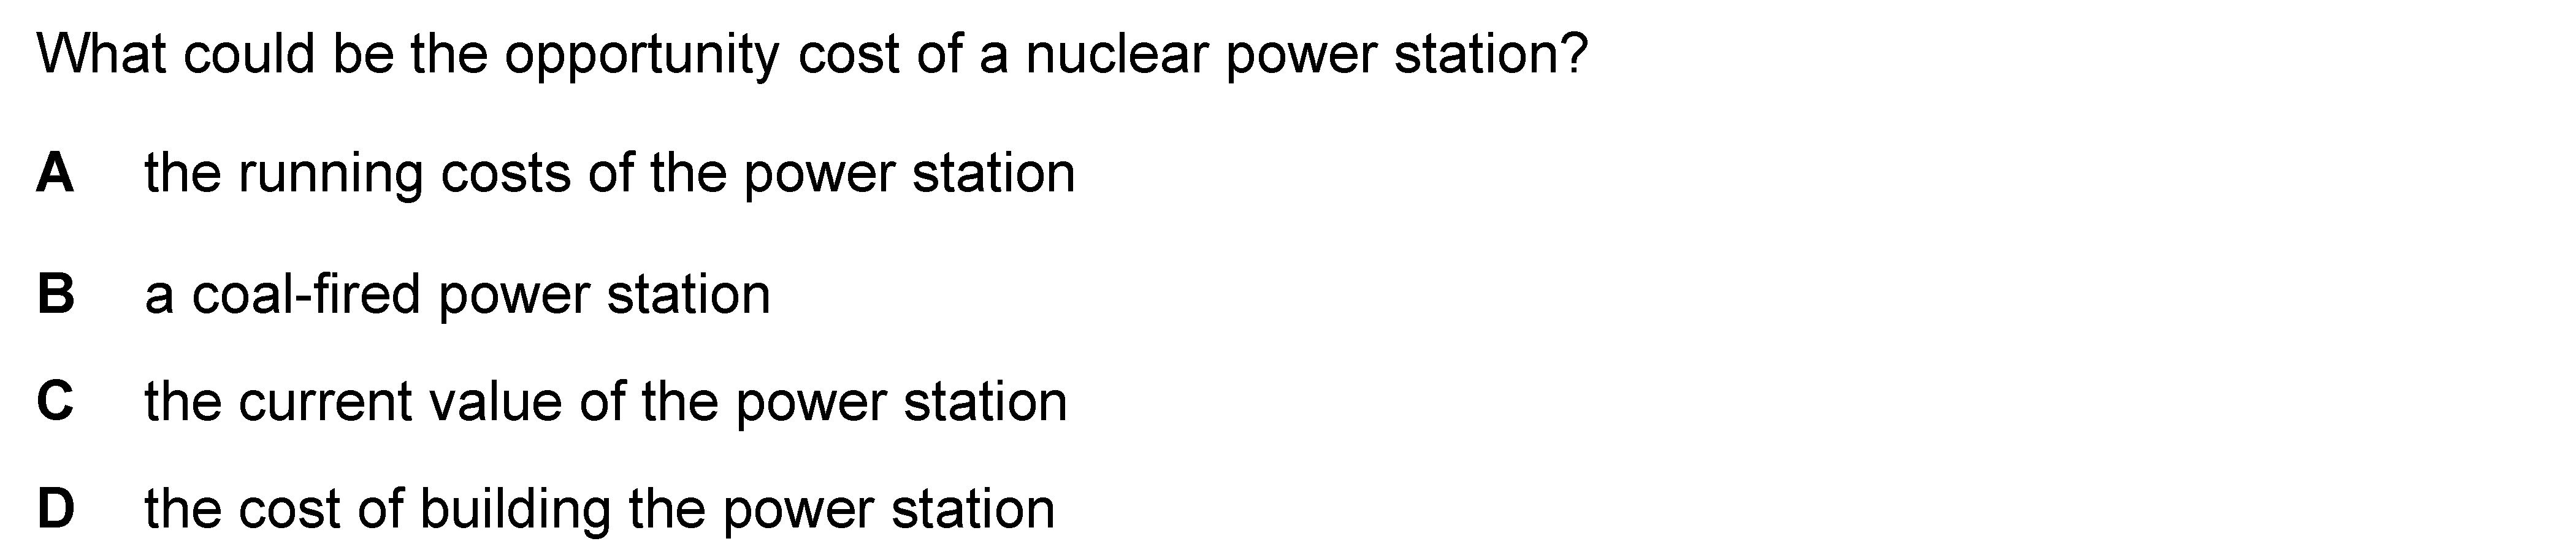 What could be the opportunity cost of a nuclear power station?
A the running costs of the power station
B a coal-fired power station
C the current value of the power station
D the cost of building the power station